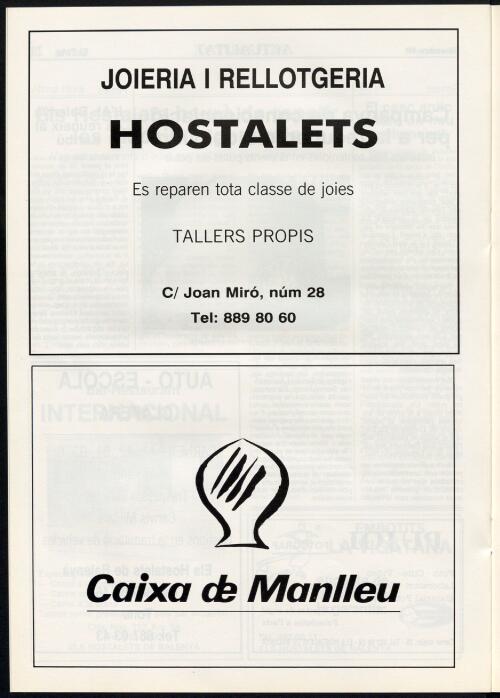 JOIERIA I RELLOTGERIA
HOSTALETS
Es reparen tota classe de joies
TALLERS PROPIS
C/ Joan Miró, núm 28
Tel: 889 80 60
Caixa de Manlleu